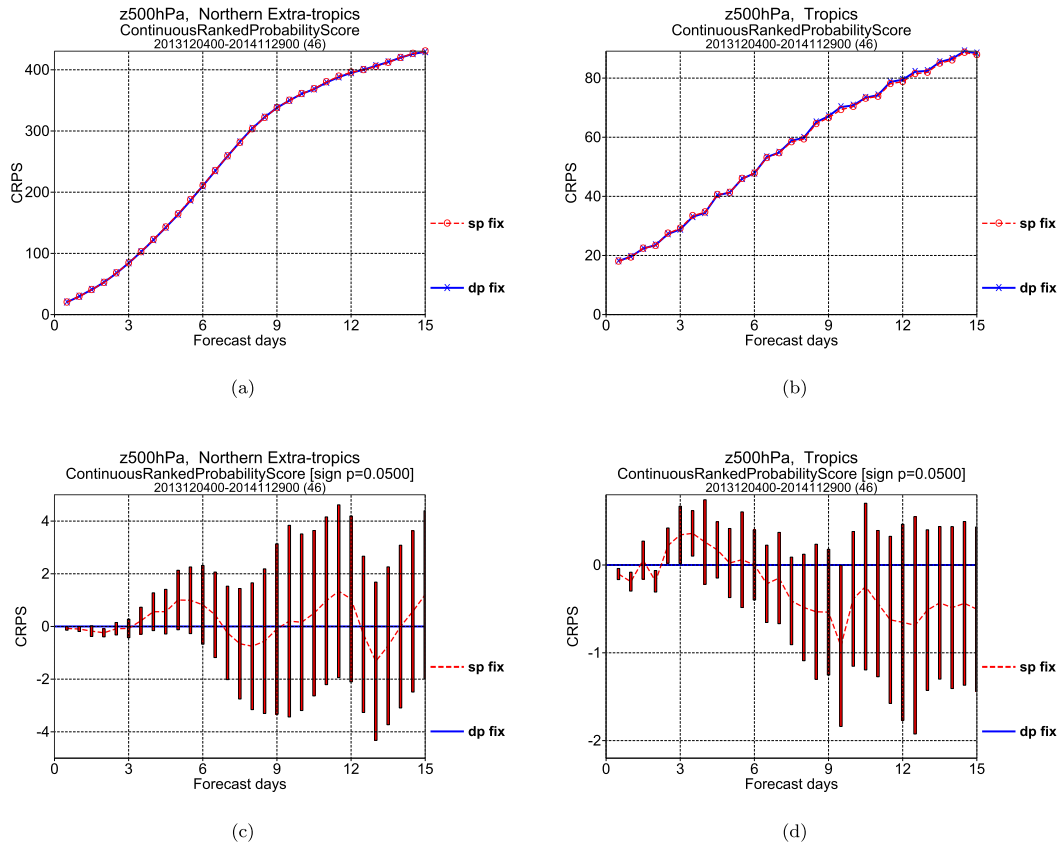 z500hPa, Northern Extra-tropics
ContinuousRankedProbabilityScore
2013120400-2014112900 (46)
400
300
200
100
0
CRPS
0 3 6 9 12 15
Forecast days
sp fix
dp fix
(a)
z500hPa, Tropics
ContinuousRankedProbabilityScore
2013120400-2014112900 (46)
80
60
40
20
0
CRPS
0 3 6 9 12 15
Forecast days
sp fix
dp fix
(b)
z500hPa, Northern Extra-tropics
ContinuousRankedProbabilityScore [sign p=0.0500]
2013120400-2014112900 (46)
4
2
0
-2
-4
CRPS
0 3 6 9 12 15
Forecast days
sp fix
dp fix
(c)
z500hPa, Tropics
ContinuousRankedProbabilityScore [sign p=0.0500]
2013120400-2014112900 (46)
0
-1
-2
CRPS
0 3 6 9 12 15
Forecast days
sp fix
dp fix
(d)